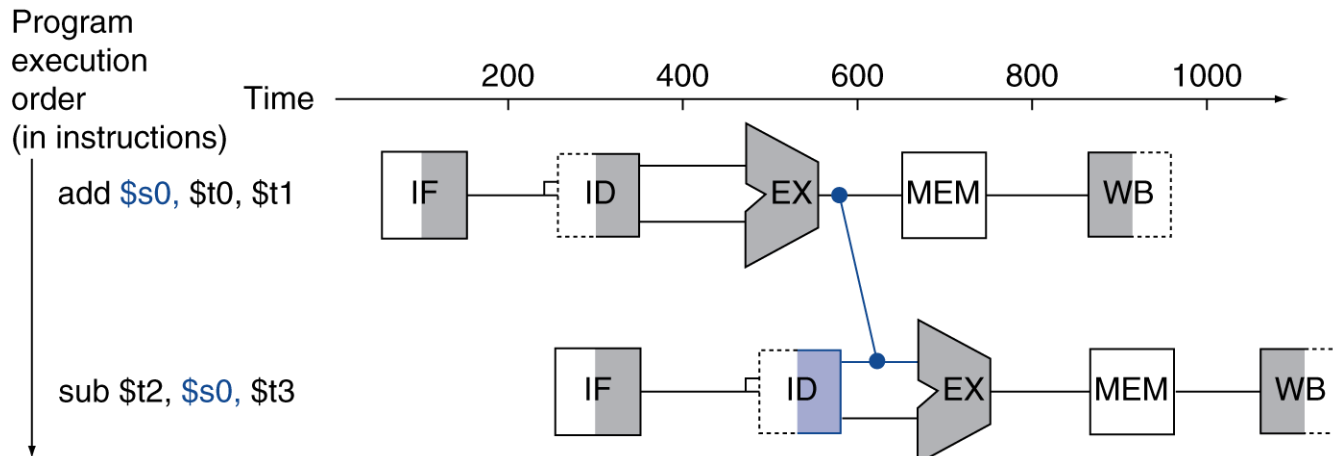 Program
execution
order
(in instructions)
Time
200 400 600 800 1000
add $s0, $t0, $t1
IF ID EX MEM WB
sub $t2, $s0, $t3
IF ID EX MEM WB